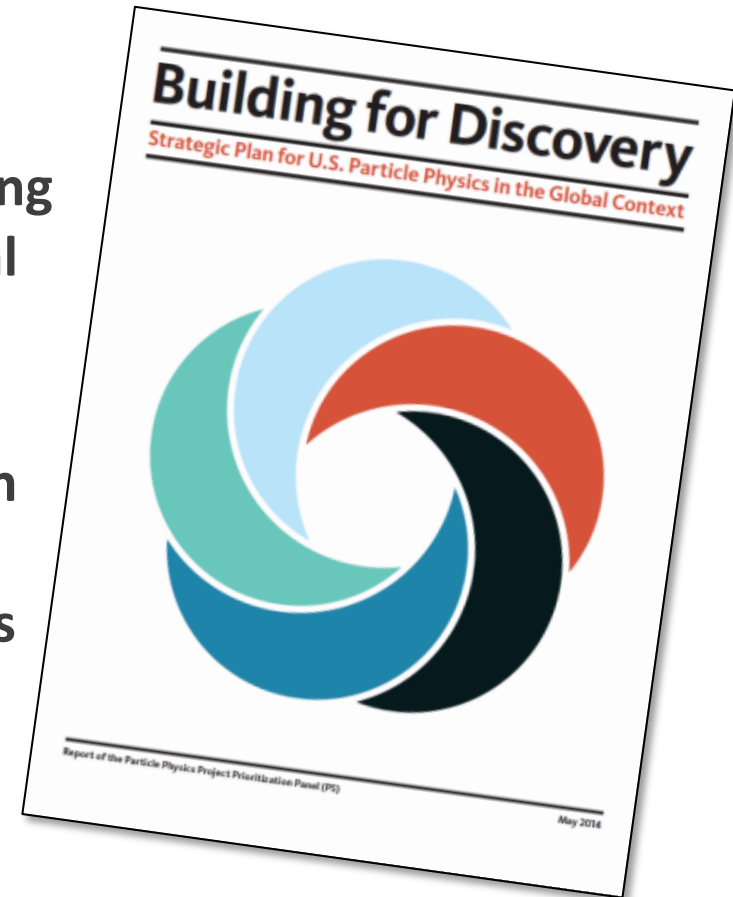 ng
l
n
s
Building for Discovery
Strategic Plan for U.S. Particle Physics in the Global Context
Report of the Particle Physics Project Prioritization Panel (P5)
May 2014